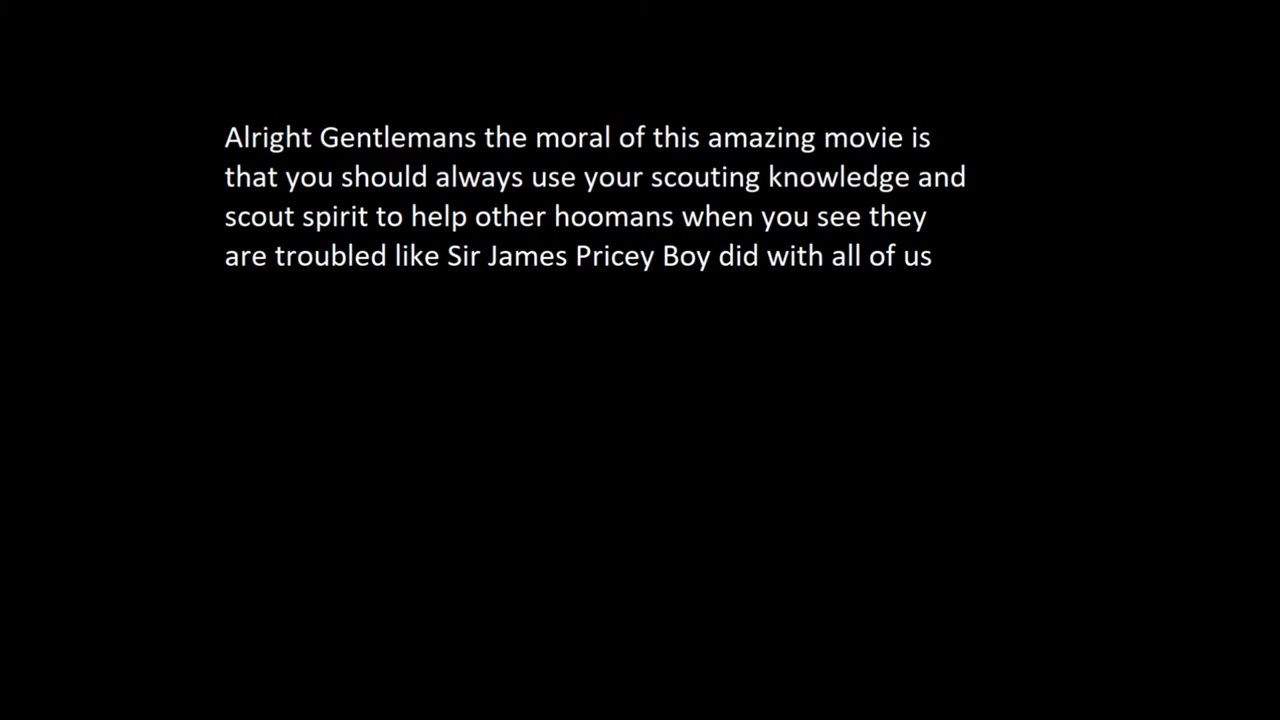 Alright Gentlemans the moral of this amazing movie is
that you should always use your scouting knowledge and
scout spirit to help other hoomans when you see they
are troubled like Sir James Pricey Boy did with all of us